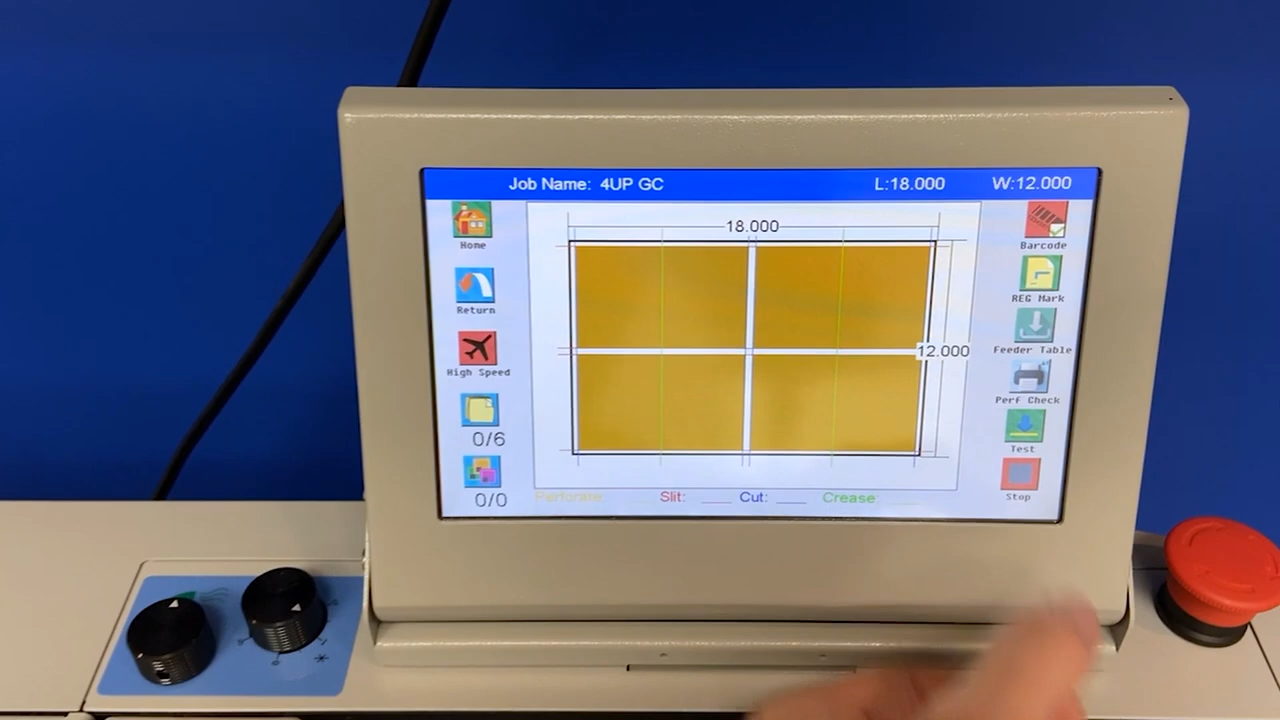 Job Name: 4UP GC L:18.000 W:12.000
Home
Return
High Speed
0/6
0/0
18.000
12.000
Perforate:
Slit:
Cut:
Crease
Barcode
REG Mark
Feeder Table
Perf Check
Test
Stop